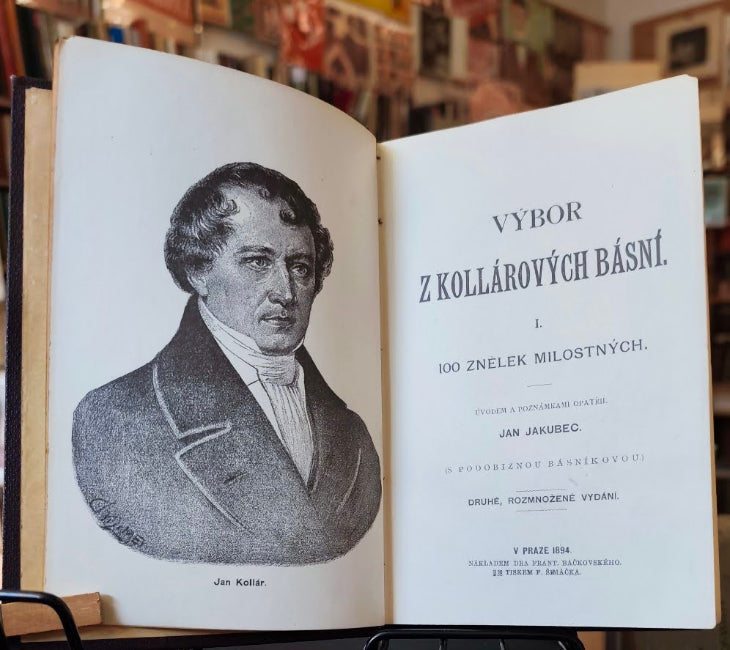 Jan Kollár.
VÝBOR
Z KOLLÁROVÝCH BÁSNÍ.
I.
100 ZNĚLEK MILOSTNÝCH.
ÚVODEM A POZNÁMKAMI OPATŘIL
JAN JAKUBEC.
(S PODOBIZNOU BÁSNÍKOVOU)
DRUHÉ, ROZMNOŽENÉ VYDÁNÍ.
V PRAZE 1894
NÁKLADEM DRA FRANT. BAČKOVSKÉHO.
TISKEM F. ŠIMÁČKA.